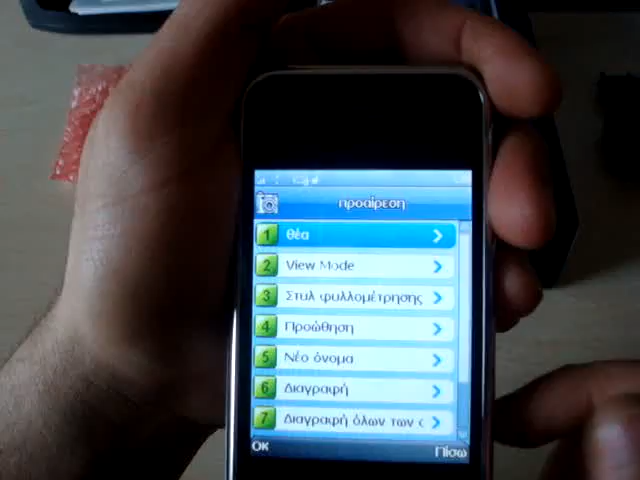 προαίρεση
1 θέα
2 View Mode
3 Στυλ φυλλομέτρησης
4 Προώθηση
5 Νέο όνομα
6 Διαγραφή
7 Διαγραφή όλων των
OK Πίσω